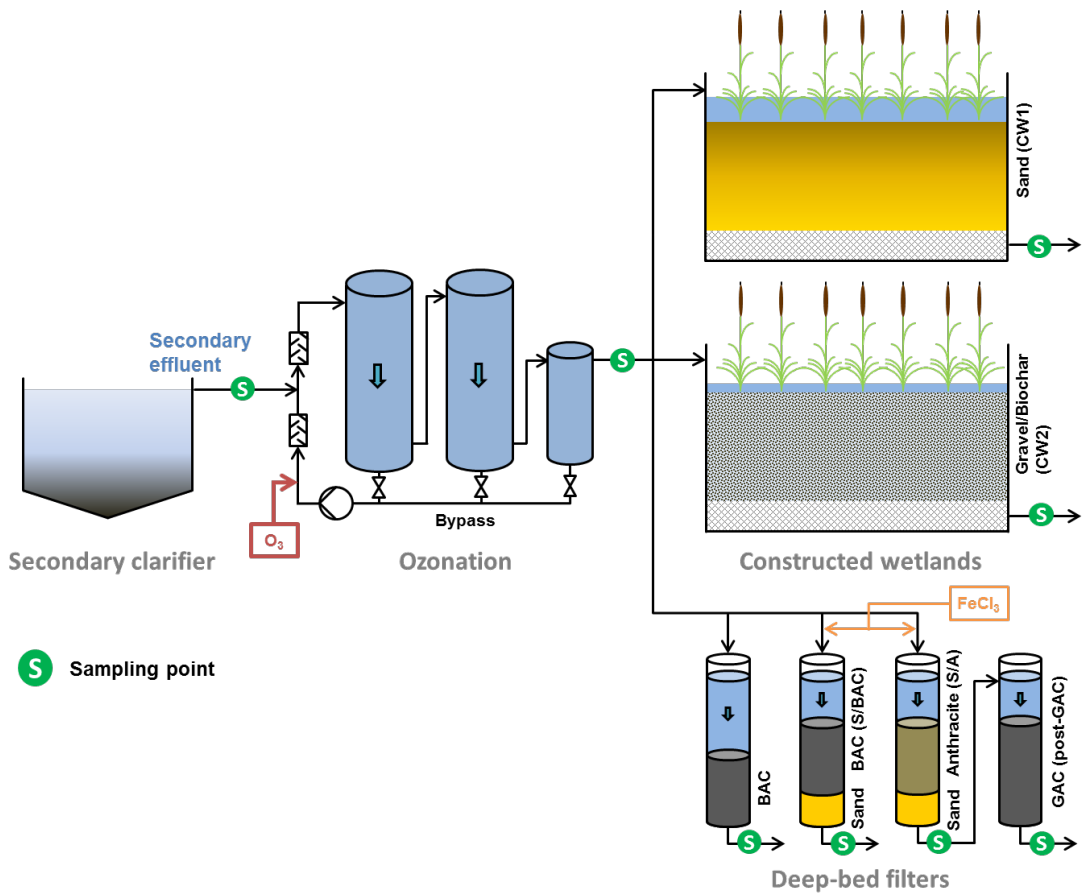 Secondary
effluent
S
S
O₃
Bypass
Secondary clarifier
Ozonation
Sand (CW1)
S
Gravel/Biochar
(CW2)
S
Constructed wetlands
FeCl₃
S Sampling point
BAC
Sand BAC (S/BAC)
Sand Anthracite (S/A)
GAC (post-GAC)
S
S
S
S
Deep-bed filters